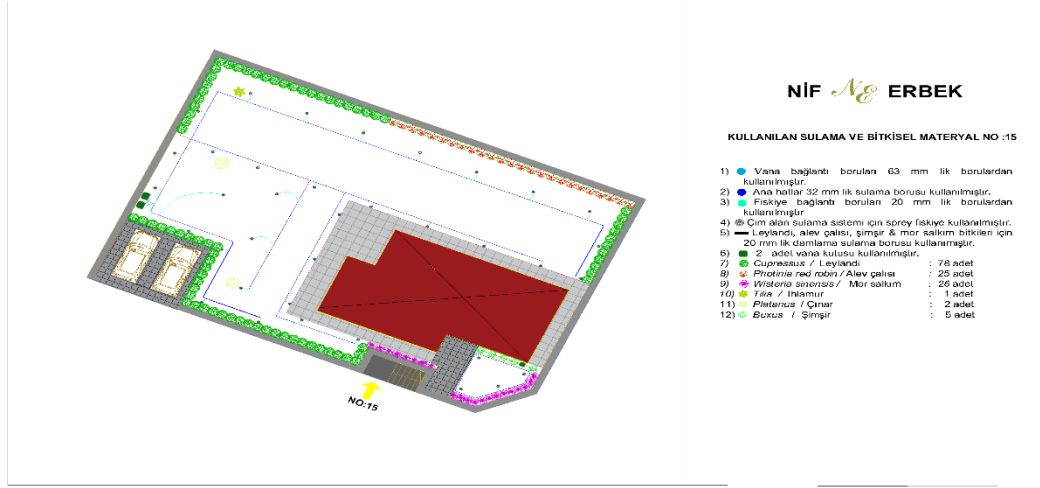 NİF NE ERBEK
KULLANILAN SULAMA VE BİTKİSEL MATERYAL NO :15
1) Vana bağlantı boruları 63 mm lik borulardan
kullanılmıştır.
2) Ana hatlar 32 mm lik sulama borusu kullanılmıştır.
3) Fiskiye bağlantı boruları 20 mm lik borulardan
kullanılmıştır
4) Çim alan sulama sistemi için sprey fiskiye kullanılmıştır.
5) Leylandi, alev çalısı, şimşir & mor salkım bitkileri için
20 mm lik damlama sulama borusu kullanımıştır.
6) 2 adet vana kutusu kullanılmıştır.
7) Cupressus / Leylandi : 78 adet
8) Photinia red robin / Alev çalısı : 25 adet
9) Wisteria sinensis / Mor salkım : 26 adet
10) Tilia / Ihlamur : 1 adet
11) Platanus / Çınar : 2 adet
12) Buxus / Şimşir : 5 adet
NO:15